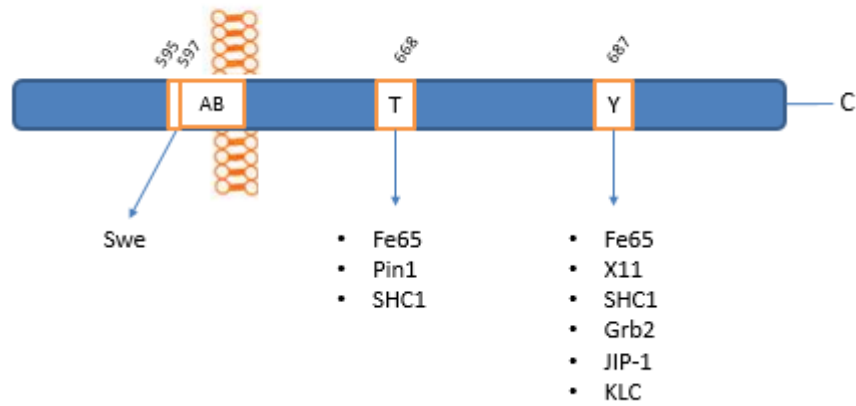 595
597
668
687
AB
T
Y
C
Swe
• Fe65
• Pin1
• SHC1
• Fe65
• X11
• SHC1
• Grb2
• JIP-1
• KLC